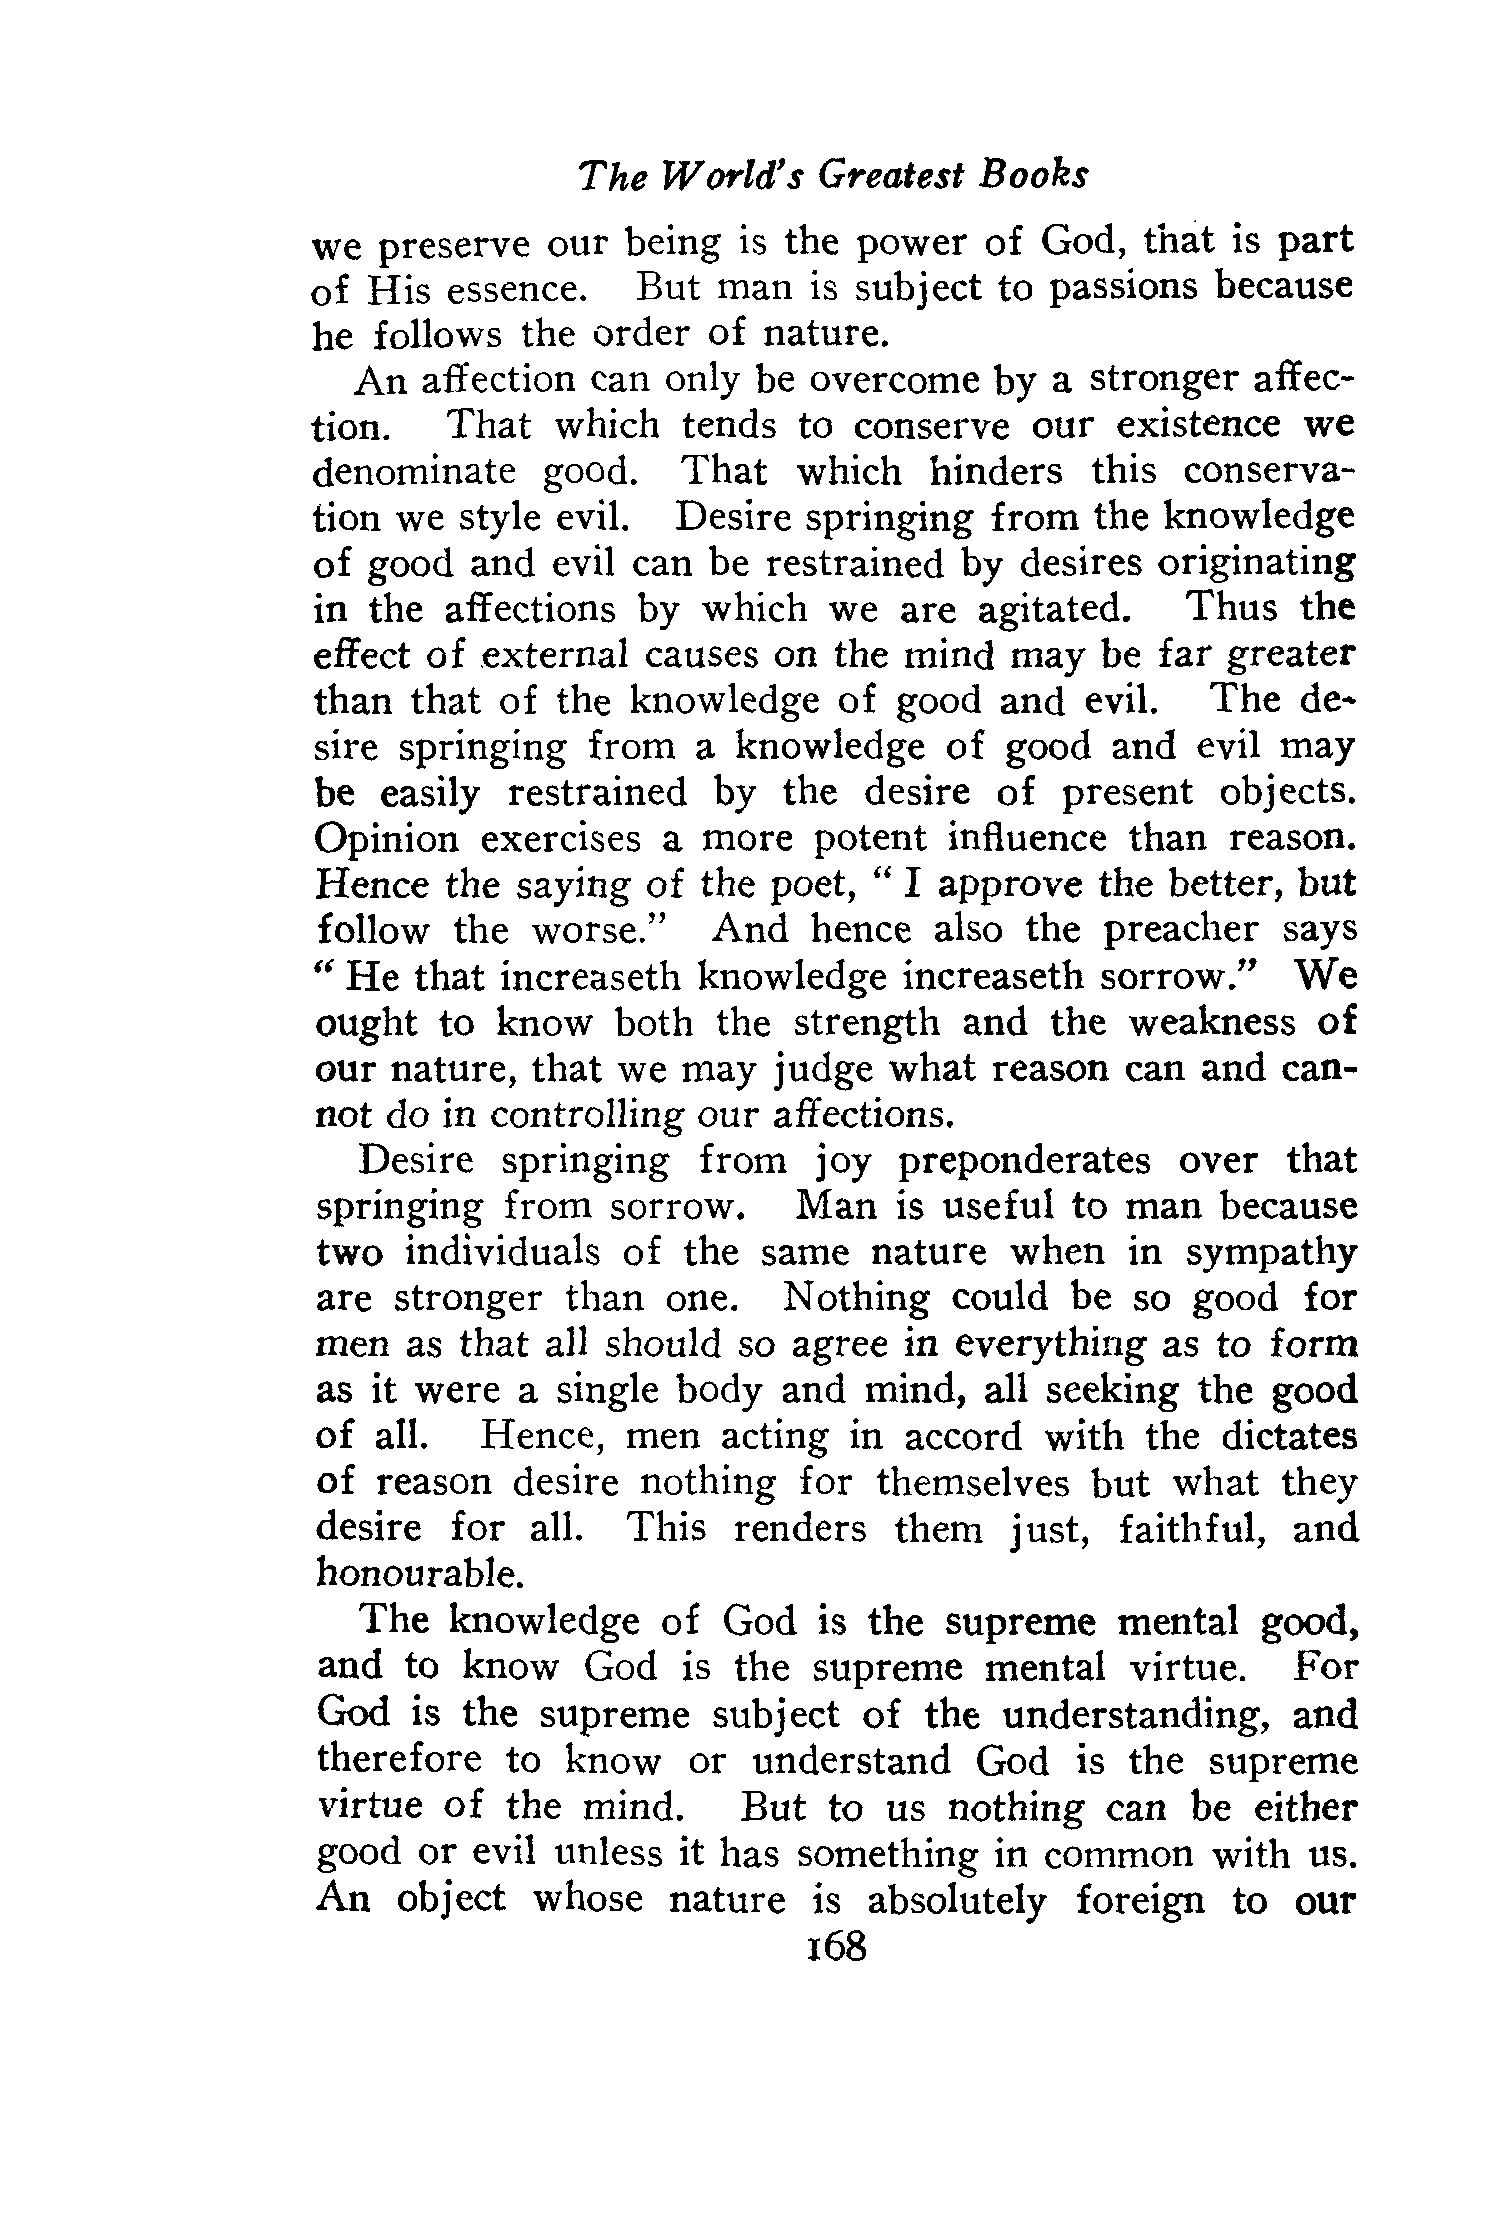 The World's Greatest Books
we preserve our being is the power of God, that is part
of His essence. But man is subject to passions because
he follows the order of nature.
An affection can only be overcome by a stronger affec-
tion. That which tends to conserve our existence we
denominate good. That which hinders this conserva-
tion we style evil. Desire springing from the knowledge
of good and evil can be restrained by desires originating
in the affections by which we are agitated. Thus the
effect of external causes on the mind may be far greater
than that of the knowledge of good and evil. The de-
sire springing from a knowledge of good and evil may
be easily restrained by the desire of present objects.
Opinion exercises a more potent influence than reason.
Hence the saying of the poet, " I approve the better, but
follow the worse." And hence also the preacher says
" He that increaseth knowledge increaseth sorrow." We
ought to know both the strength and the weakness of
our nature, that we may judge what reason can and can-
not do in controlling our affections.
Desire springing from joy preponderates over that
springing from sorrow. Man is useful to man because
two individuals of the same nature when in sympathy
are stronger than one. Nothing could be so good for
men as that all should so agree in everything as to form
as it were a single body and mind, all seeking the good
of all. Hence, men acting in accord with the dictates
of reason desire nothing for themselves but what they
desire for all. This renders them just, faithful, and
honourable.
The knowledge of God is the supreme mental good,
and to know God is the supreme mental virtue. For
God is the supreme subject of the understanding, and
therefore to know or understand God is the supreme
virtue of the mind. But to us nothing can be either
good or evil unless it has something in common with us.
An object whose nature is absolutely foreign to our
168